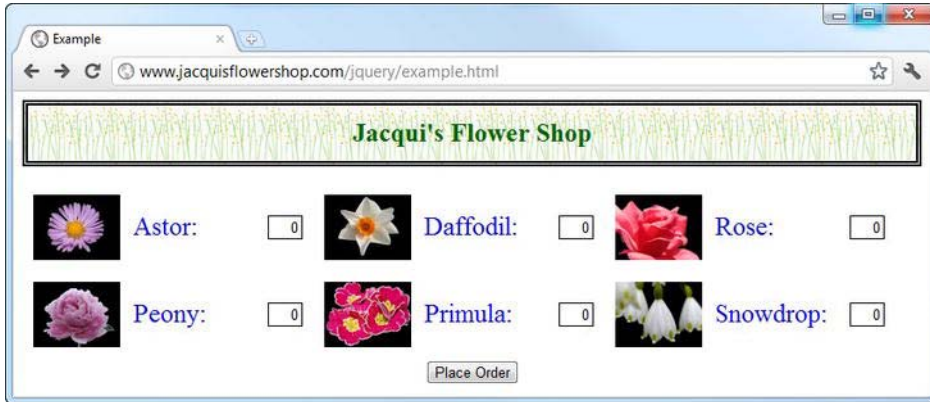 Example
www.jacquisflowershop.com/jquery/example.html
Jacqui's Flower Shop
Astor: 0 Daffodil: 0 Rose: 0
Peony: 0 Primula: 0 Snowdrop: 0
Place Order